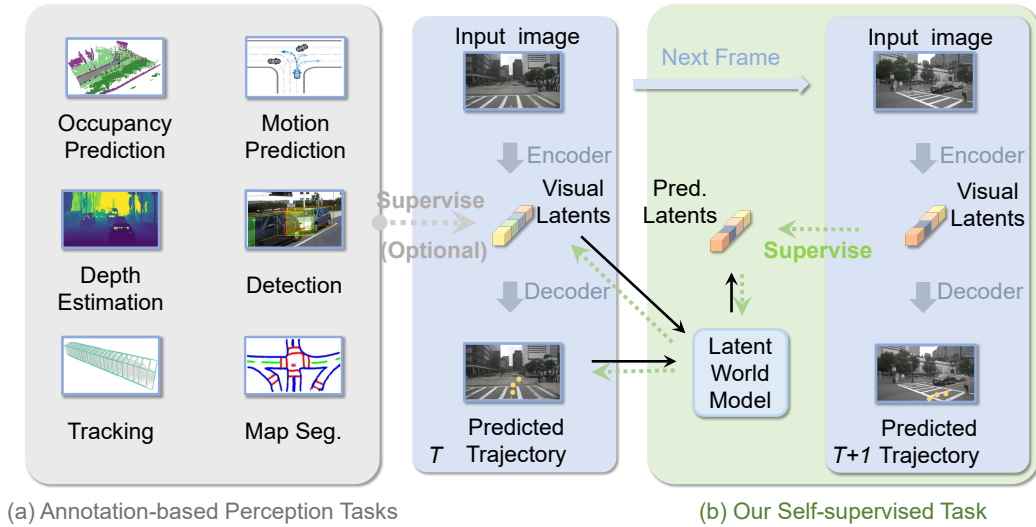 Occupancy
Prediction
Motion
Prediction
Depth
Estimation
Detection
Tracking
Map Seg.
(a) Annotation-based Perception Tasks
Supervise
(Optional)
Input image
Encoder
Visual
Latents
Decoder
Predicted
T Trajectory
Next Frame
Pred.
Latents
Supervise
Latent
World
Model
Input image
Encoder
Visual
Latents
Decoder
Predicted
T+1 Trajectory
(b) Our Self-supervised Task